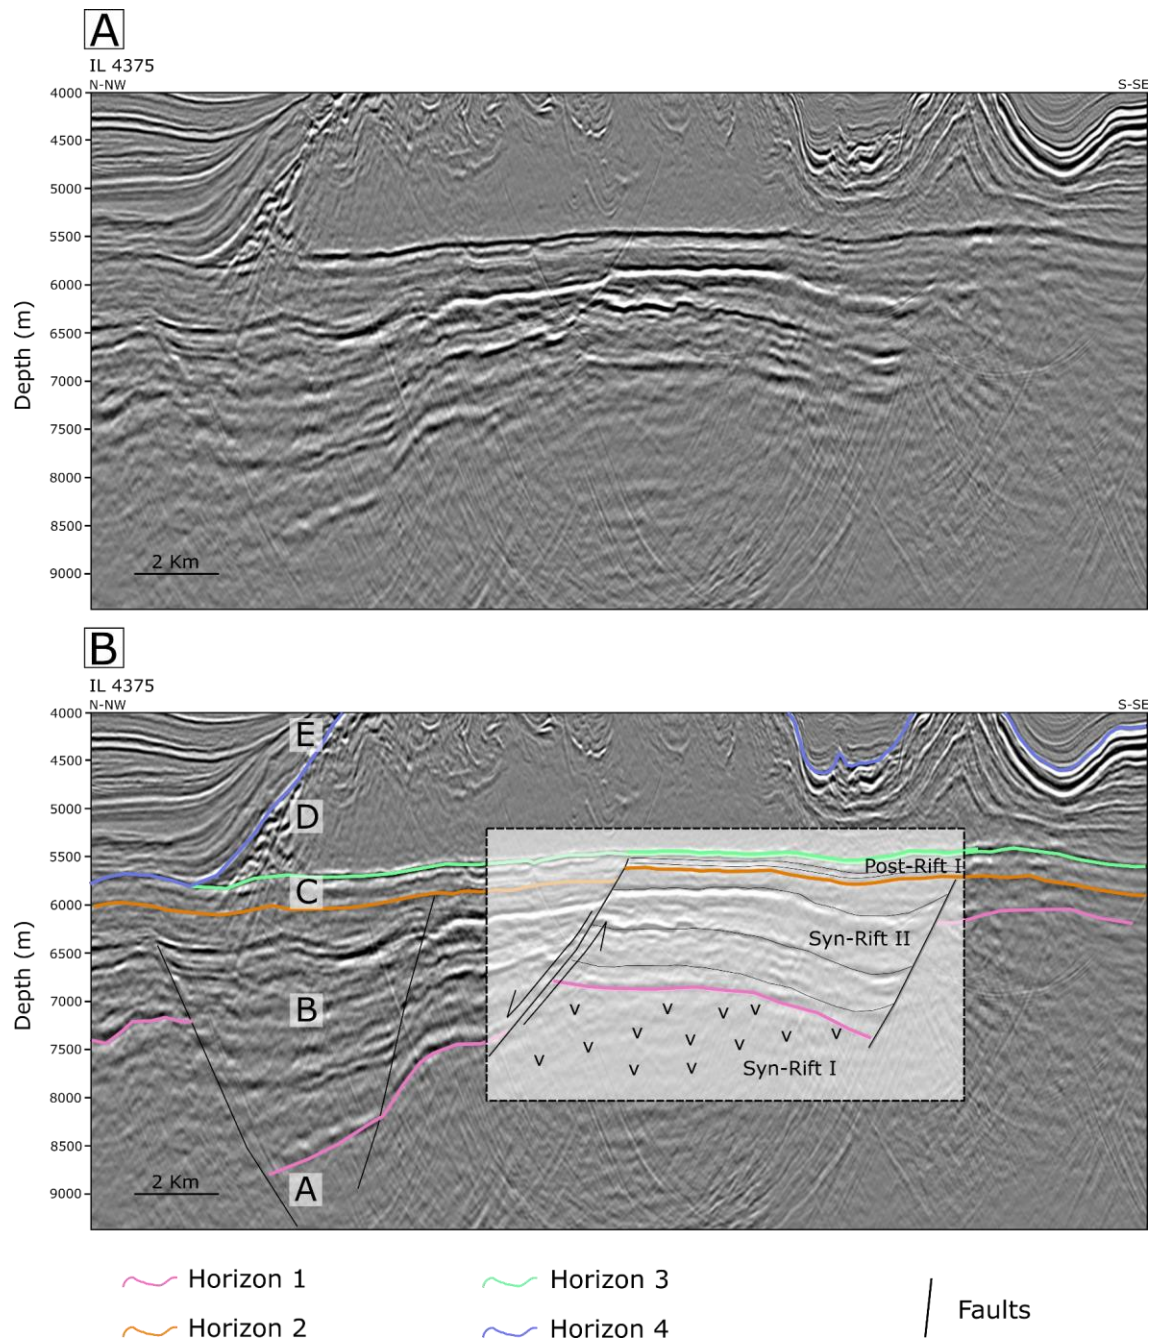 A
IL 4375
N-NW
S-SE
4000
4500
5000
5500
6000
6500
7000
7500
8000
8500
9000
Depth (m)
2 Km
B
IL 4375
N-NW
S-SE
4000
4500
5000
5500
6000
6500
7000
7500
8000
8500
9000
Depth (m)
E
D
C
B
A
Post-Rift I
Syn-Rift II
v v v v
v v v v v
v v v
Syn-Rift I
2 Km
Horizon 1
Horizon 3
Faults
Horizon 2
Horizon 4